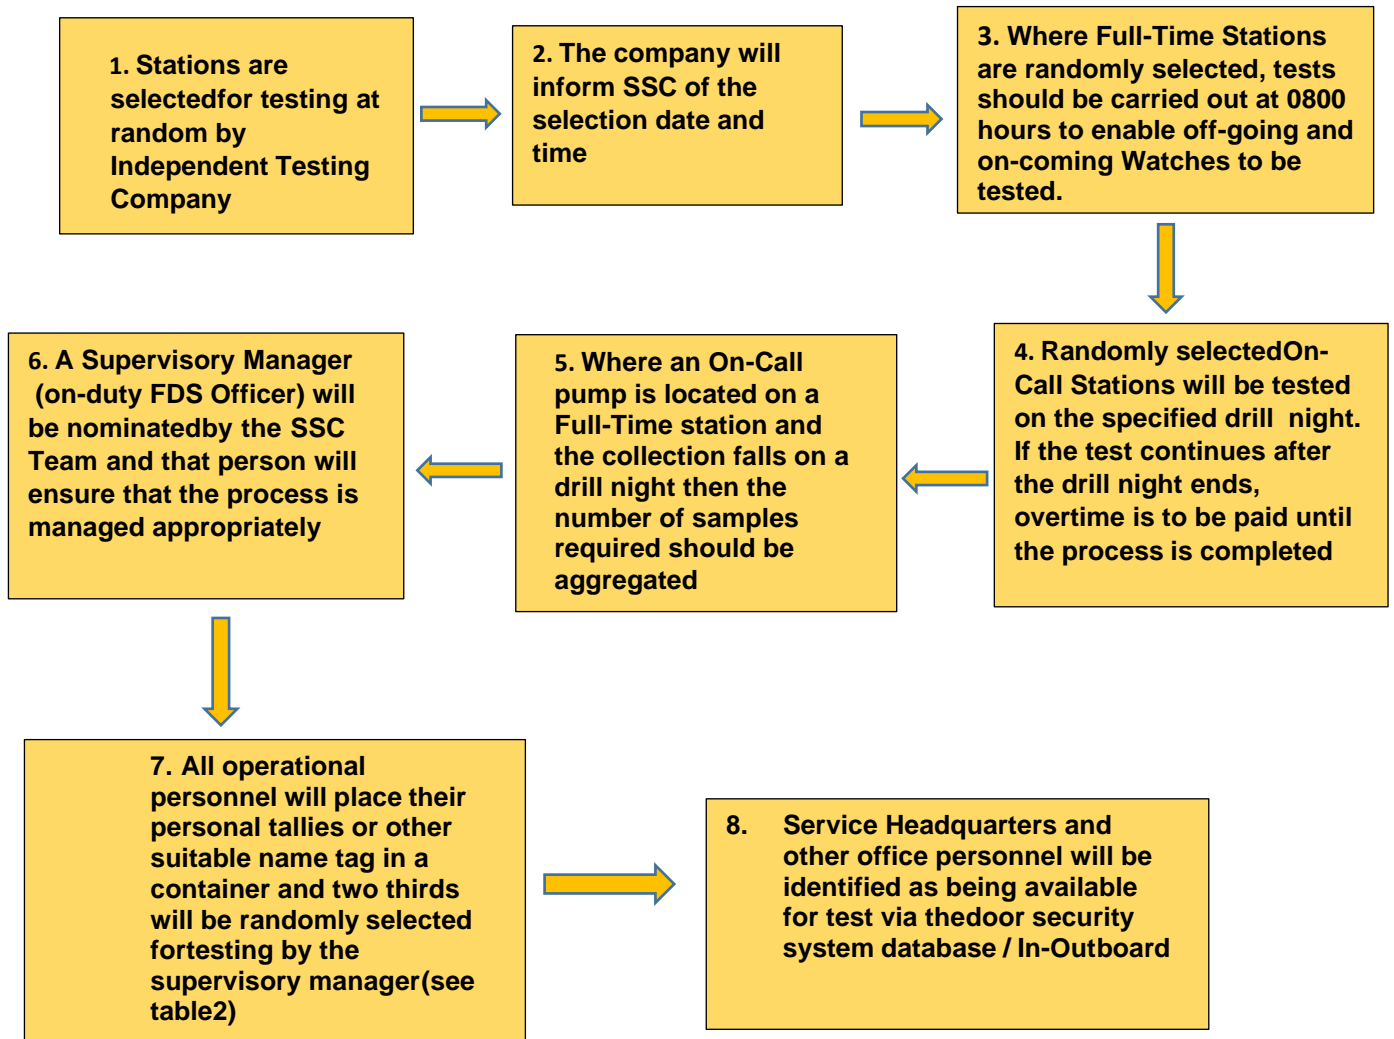 1. Stations are
selectedfor testing at
random by
Independent Testing
Company
2. The company will
inform SSC of the
selection date and
time
3. Where Full-Time Stations
are randomly selected, tests
should be carried out at 0800
hours to enable off-going and
on-coming Watches to be
tested.
4. Randomly selectedOn-
Call Stations will be tested
on the specified drill night.
If the test continues after
the drill night ends,
overtime is to be paid until
the process is completed
5. Where an On-Call
pump is located on a
Full-Time station and
the collection falls on a
drill night then the
number of samples
required should be
aggregated
6. A Supervisory Manager
(on-duty FDS Officer) will
be nominatedby the SSC
Team and that person will
ensure that the process is
managed appropriately
7. All operational
personnel will place their
personal tallies or other
suitable name tag in a
container and two thirds
will be randomly selected
fortesting by the
supervisory manager(see
table2)
8. Service Headquarters and
other office personnel will be
identified as being available
for test via thedoor security
system database / In-Outboard